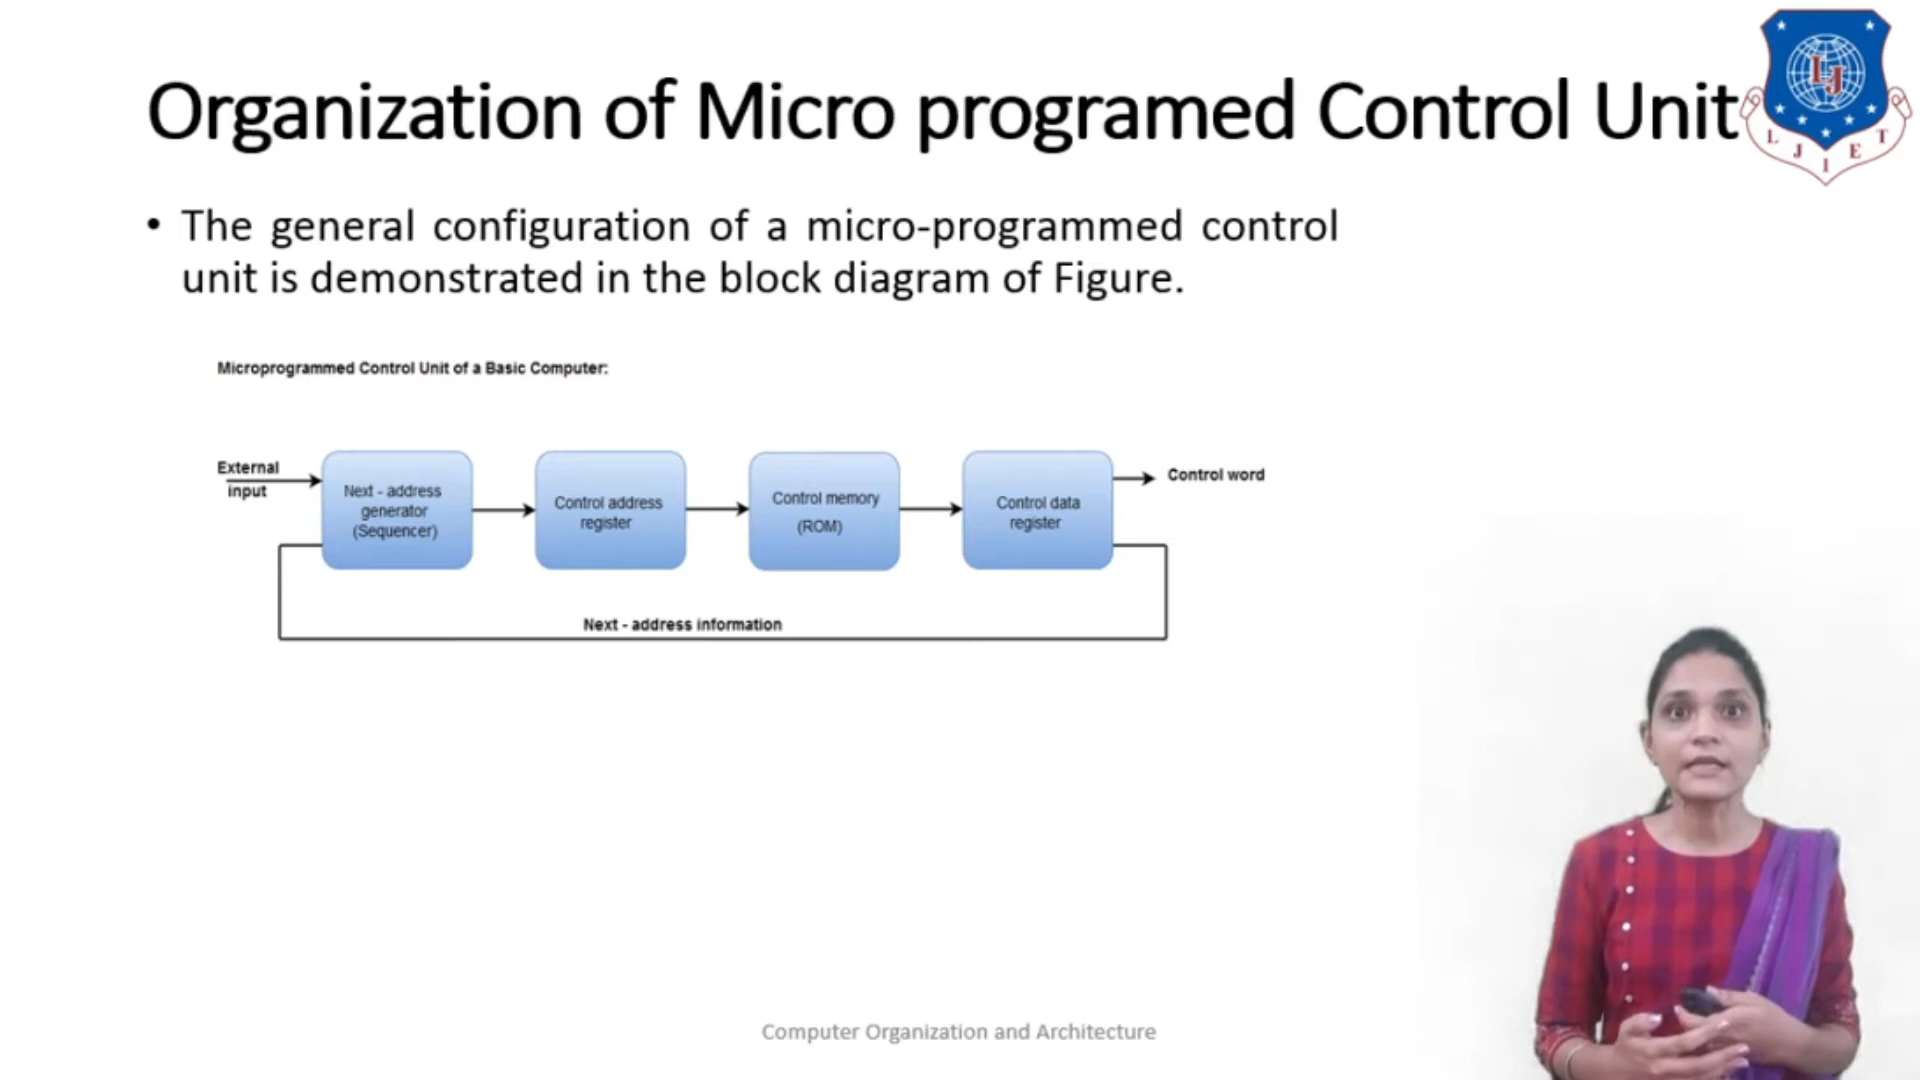 Organization of Micro programed Control Unit
L J I E T
• The general configuration of a micro-programmed control
unit is demonstrated in the block diagram of Figure.
Microprogrammed Control Unit of a Basic Computer:
External
input
Next - address
generator
(Sequencer)
Control address
register
Control memory
(ROM)
Control data
register
Control word
Next - address information
Computer Organization and Architecture